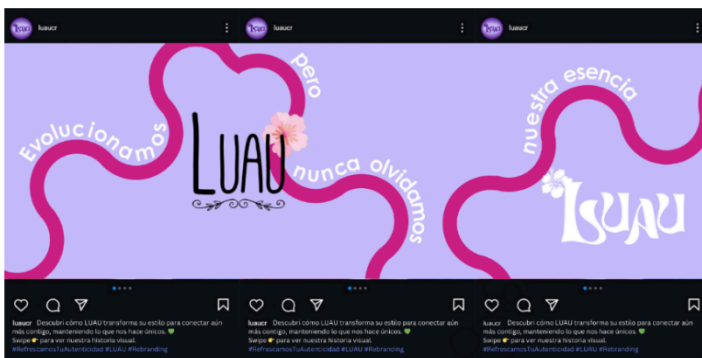 luaucr
luaucr
luaucr
Evolucionamos
pero
nunca olvidamos
nuestra esencia
LUAU
LUAU
luaucr Descubrí cómo LUAU transforma su estilo para conectar aún
más contigo, manteniendo lo que nos hace únicos. 💚
Swipe 👉 para ver nuestra historia visual.
#RefrescamosTuAutenticidad #LUAU #Rebranding
luaucr Descubrí cómo LUAU transforma su estilo para conectar aún
más contigo, manteniendo lo que nos hace únicos. 💚
Swipe 👉 para ver nuestra historia visual.
#RefrescamosTuAutenticidad #LUAU #Rebranding
luaucr Descubrí cómo LUAU transforma su estilo para conectar aún
más contigo, manteniendo lo que nos hace únicos. 💚
Swipe 👉 para ver nuestra historia visual.
#RefrescamosTuAutenticidad #LUAU #Rebranding